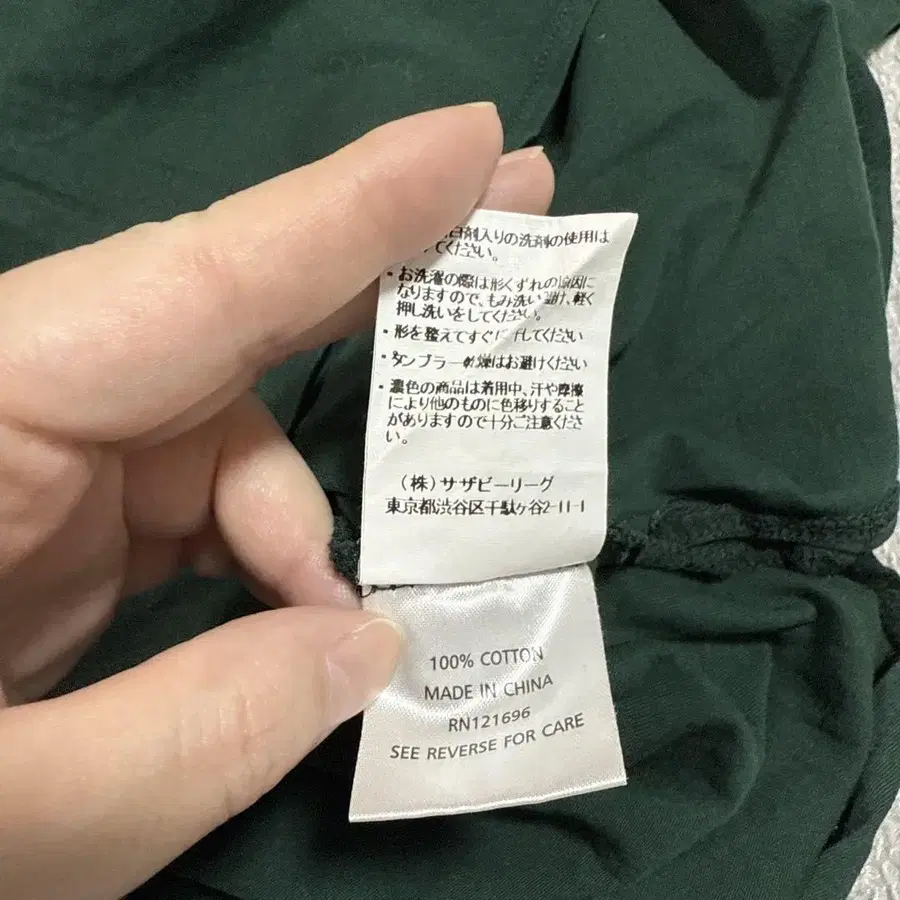 白剤入りの洗剤の使用は
てください。
・お洗濯の際は形くずれの原因に
なりますので、もみ洗い避け、軽く
押し洗いをしてください。
・形を整えてすぐに干してください
・タンブラー乾燥はお避けください
・濃色の商品は着用中、汗や摩擦
により他のものに色移りすること
がありますので十分ご注意くださ
い。
(株)サザビーリーグ
東京都渋谷区千駄ヶ谷2-11-1
100% COTTON
MADE IN CHINA
RN121696
SEE REVERSE FOR CARE